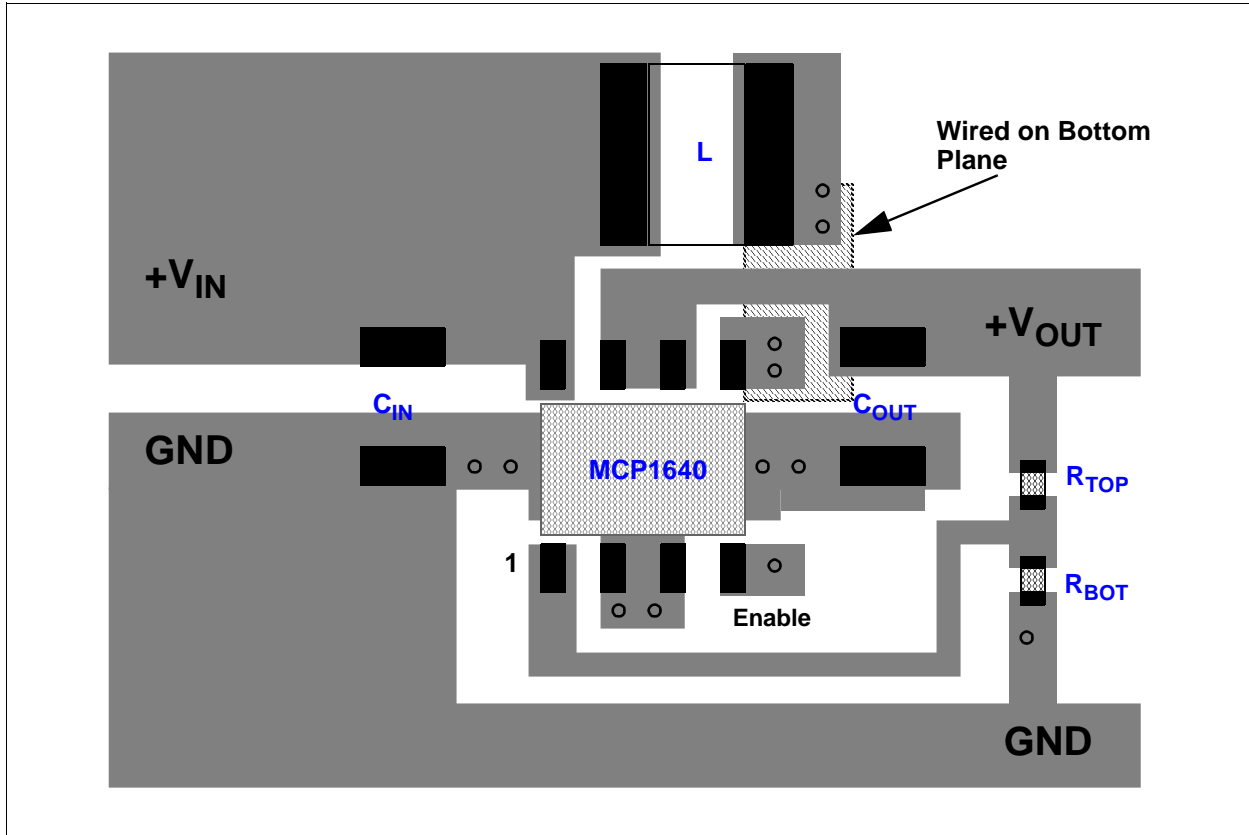 L
Wired on Bottom
Plane
+VIN
+VOUT
CIN
COUT
GND
MCP1640
RTOP
1
RBOT
Enable
GND